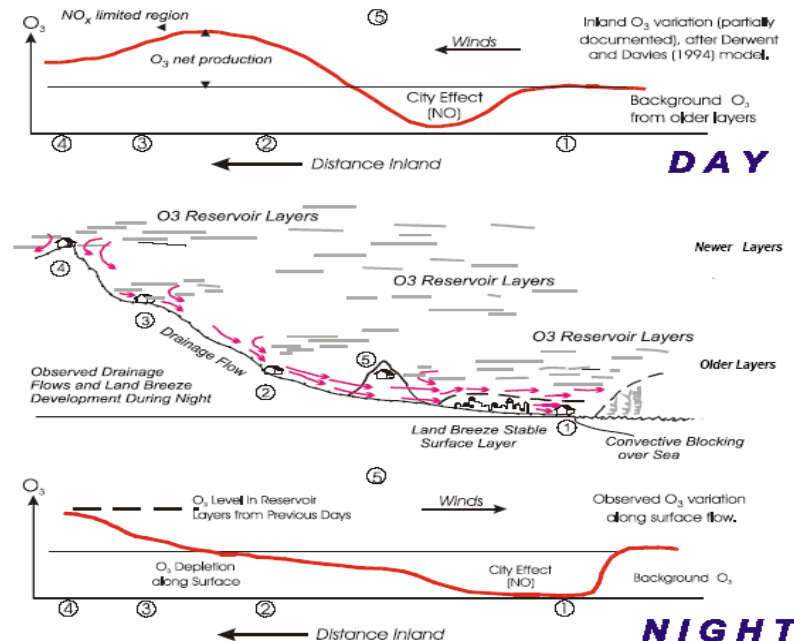 O3
NOx limited region
⑤
Winds
Inland O3 variation (partially
documented), after Derwent
and Davies (1994) model.
O3 net production
City Effect
(NO)
Background O3
from older layers
④ ③ ② ①
Distance Inland
DAY
O3 Reservoir Layers
Newer Layers
④
O3 Reservoir Layers
③
O3 Reservoir Layers
Drainage Flow
⑤
Older Layers
Observed Drainage
Flows and Land Breeze
Development During Night
②
Land Breeze Stable
Surface Layer
①
Convective Blocking
over Sea
O3
⑤
O3 Level in Reservoir
Layers from Previous Days
Winds
Observed O3 variation
along surface flow.
O3 Depletion
along Surface
City Effect
(NO)
Background O3
④ ③ ② ①
Distance Inland
NIGHT